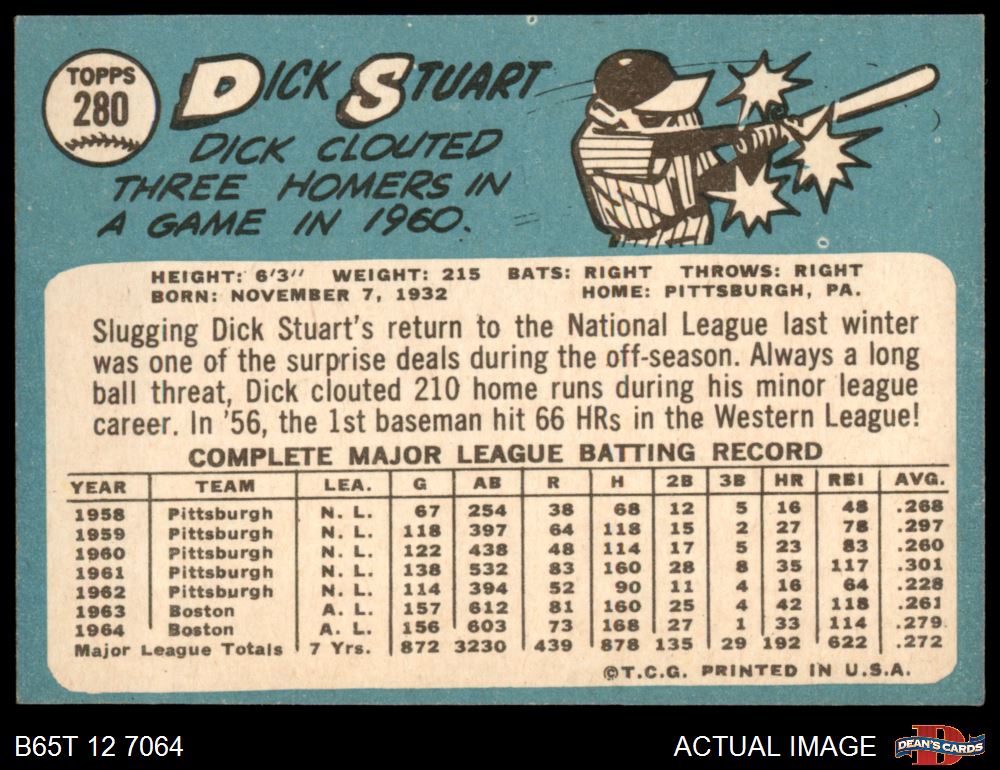 TOPPS
280
DICK STUART
DICK CLOUTED
THREE HOMERS IN
A GAME IN 1960.
HEIGHT: 6'3" WEIGHT: 215 BATS: RIGHT THROWS: RIGHT
BORN: NOVEMBER 7, 1932 HOME: PITTSBURGH, PA.
Slugging Dick Stuart's return to the National League last winter
was one of the surprise deals during the off-season. Always a long
ball threat, Dick clouted 210 home runs during his minor league
career. In '56, the 1st baseman hit 66 HRs in the Western League!
COMPLETE MAJOR LEAGUE BATTING RECORD
YEAR TEAM LEA. G AB R H 2B 3B HR RBI AVG.
1958 Pittsburgh N. L. 67 254 38 68 12 5 16 48 .268
1959 Pittsburgh N. L. 118 397 64 118 15 2 27 78 .297
1960 Pittsburgh N. L. 122 438 48 114 17 5 23 83 .260
1961 Pittsburgh N. L. 138 532 83 160 28 8 35 117 .301
1962 Pittsburgh N. L. 114 394 52 90 11 4 16 64 .228
1963 Boston A. L. 157 612 81 160 25 4 42 118 .261
1964 Boston A. L. 156 603 73 168 27 1 33 114 .279
Major League Totals 7 Yrs. 872 3230 439 878 135 29 192 622 .272
©T.C.G. PRINTED IN U.S.A.
B65T 12 7064 ACTUAL IMAGE
DEAN'S CARDS